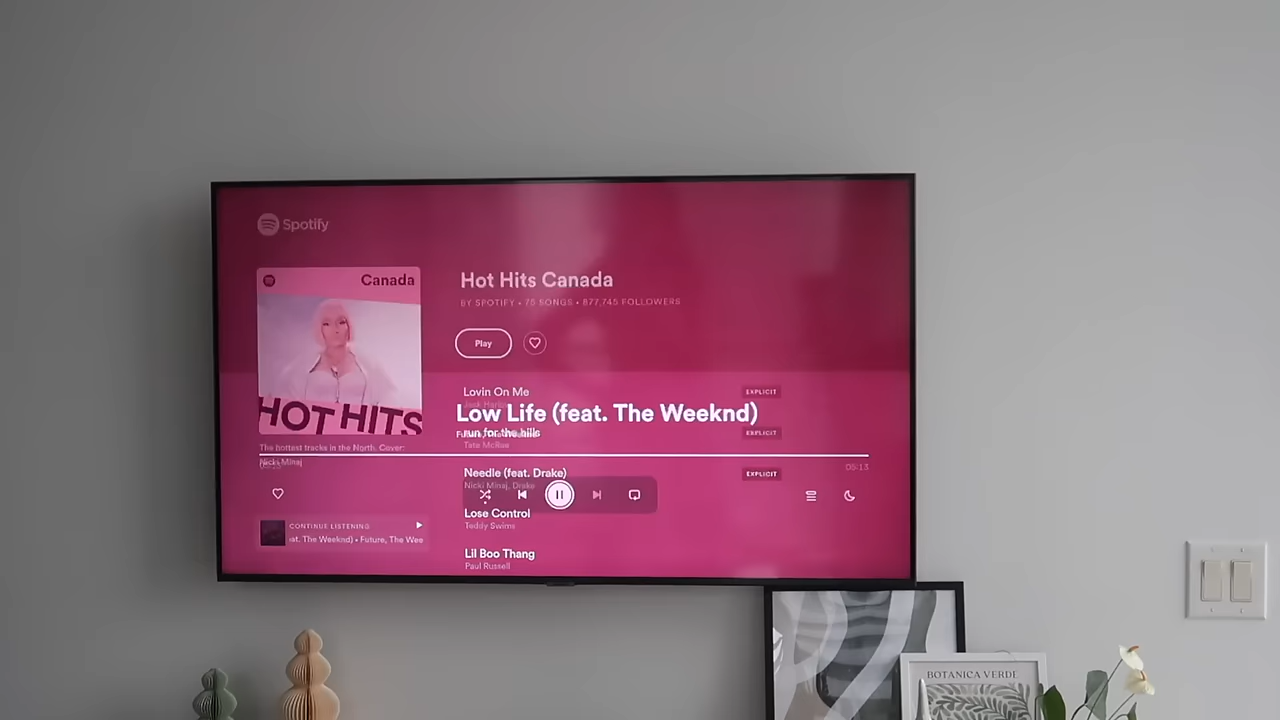 Spotify
Canada
HOT HITS
The hottest tracks in the North. Cover:
Nicki Minaj
CONTINUE LISTENING
at. The Weeknd) • Future, The Wee
Hot Hits Canada
BY SPOTIFY • 75 SONGS • 877,745 FOLLOWERS
Play
Lovin On Me
EXPLICIT
Low Life (feat. The Weeknd)
run for the hills
EXPLICIT
Tate McRae
05:13
Needle (feat. Drake)
EXPLICIT
Nicki Minaj, Drake
Lose Control
Teddy Swims
Lil Boo Thang
Paul Russell
BOTANICA VERDE